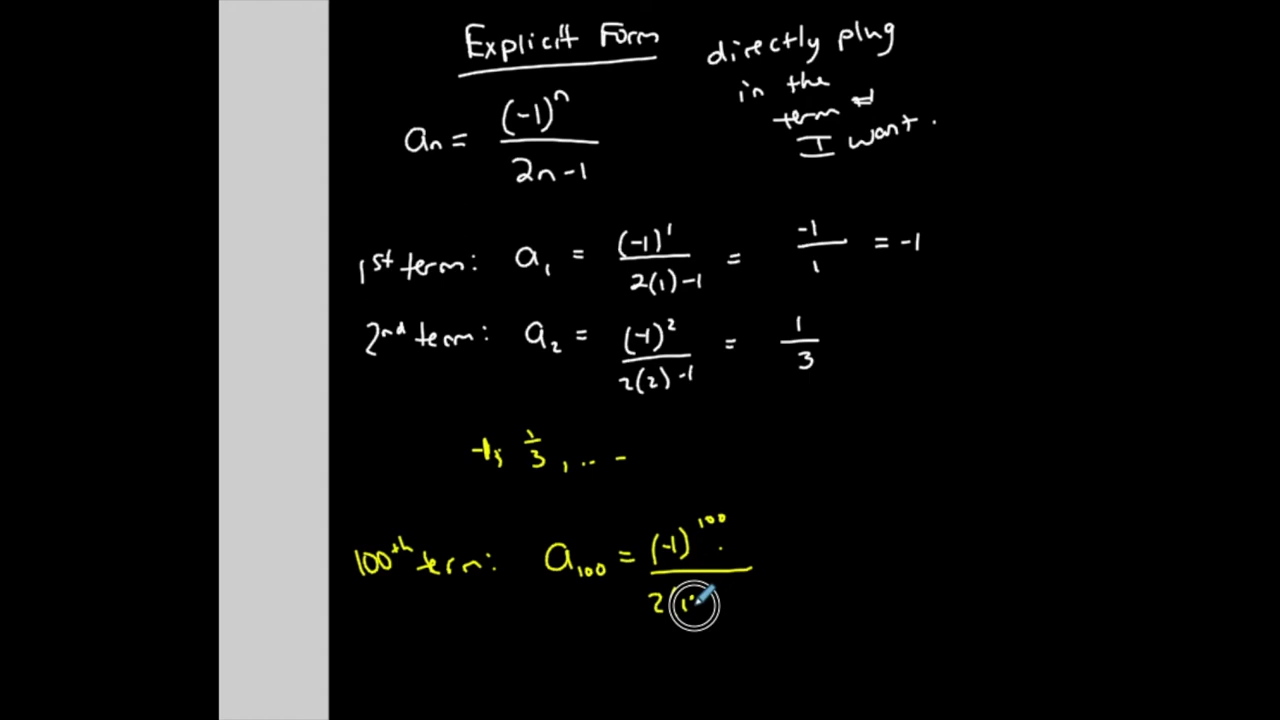 Explicit Form
directly plug
in the
term #
I want.
an = (-1)^n / 2n-1
1st term: a1 = (-1)^1 / 2(1)-1 = -1/1 = -1
2nd term: a2 = (-1)^2 / 2(2)-1 = 1/3
-1, 1/3, ...
100th term: a100 = (-1)^100 / 2(1